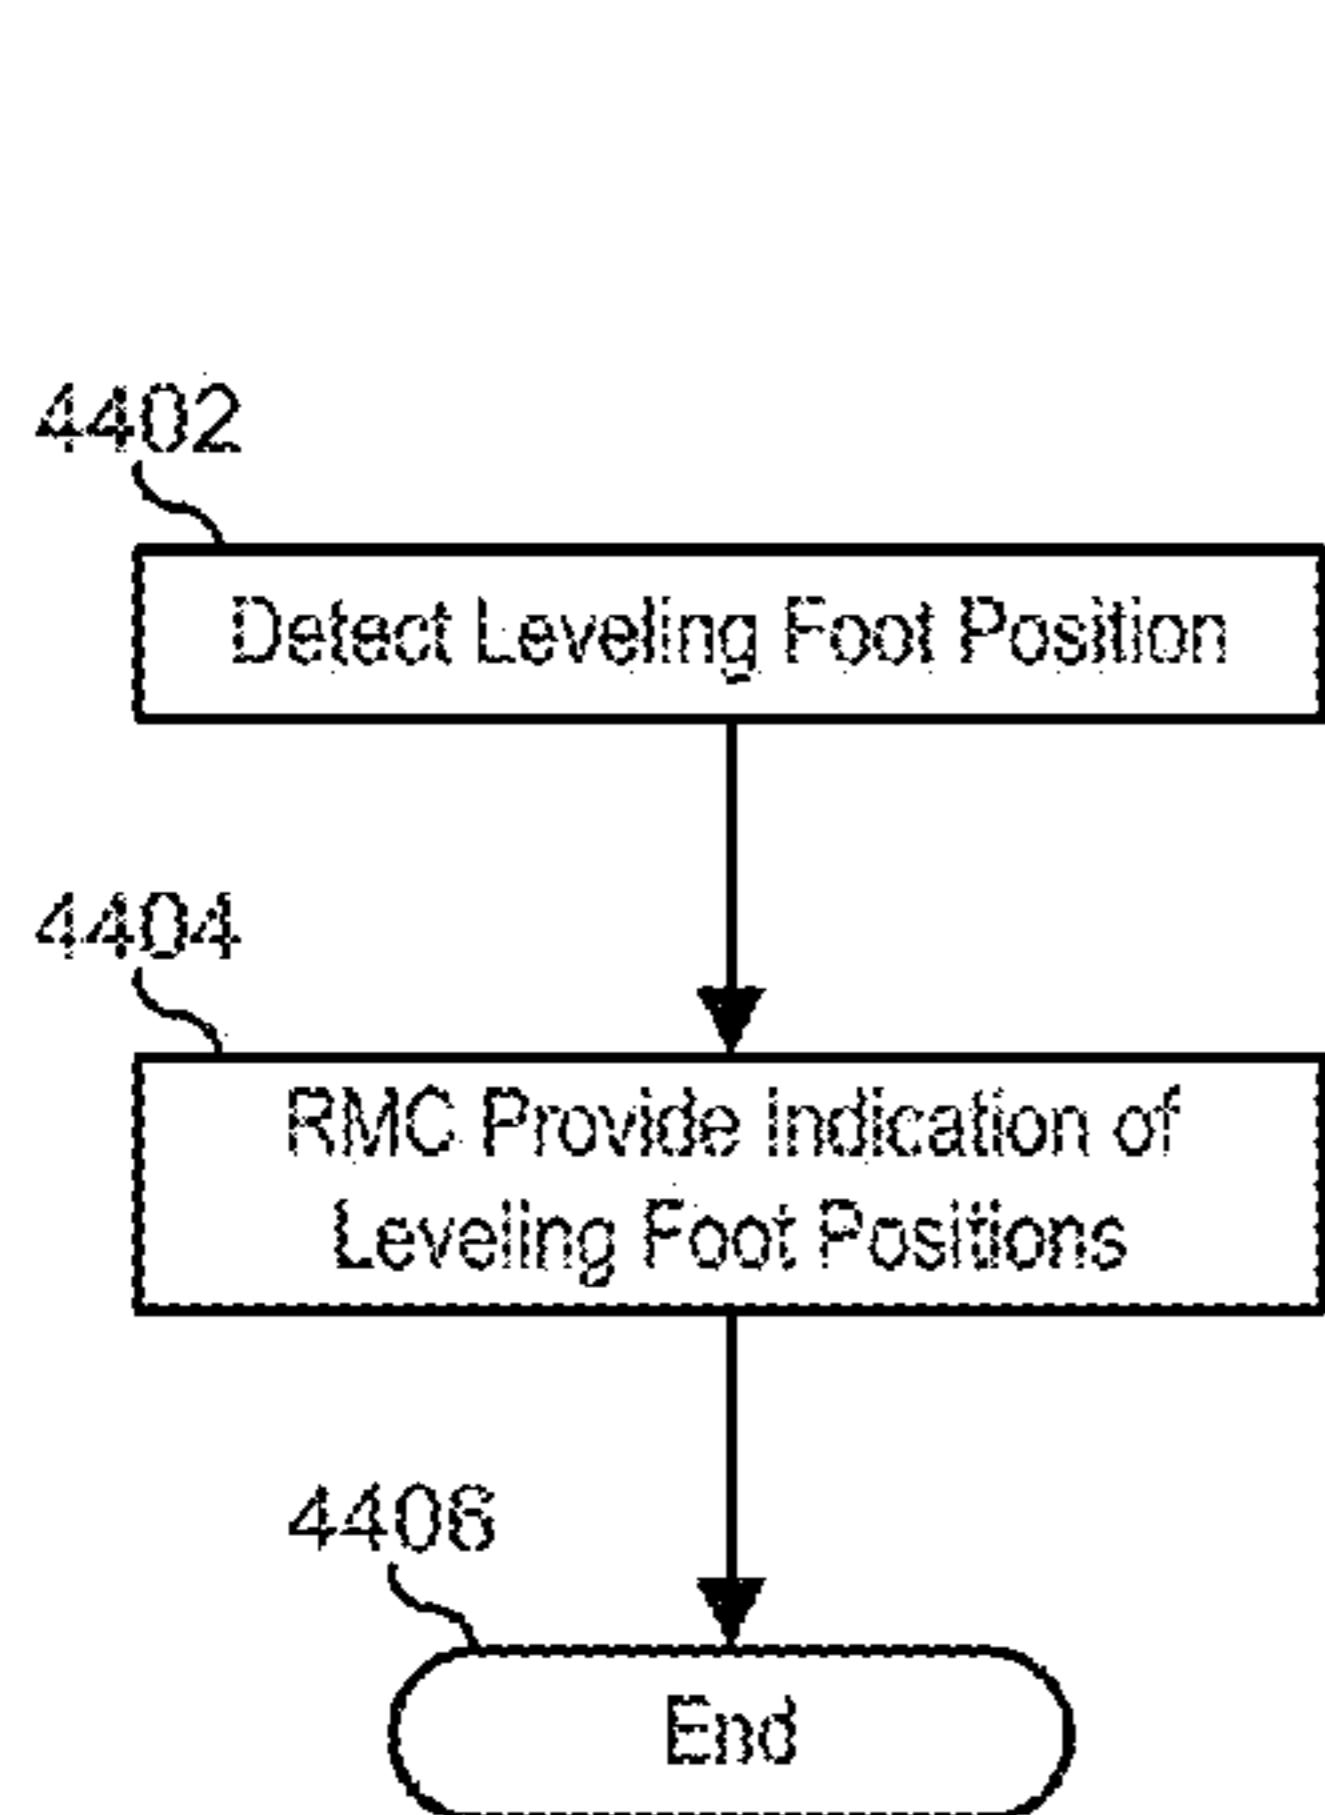 4402
Detect Leveling Foot Position
4404
RMC Provide Indication of
Leveling Foot Positions
4406
End